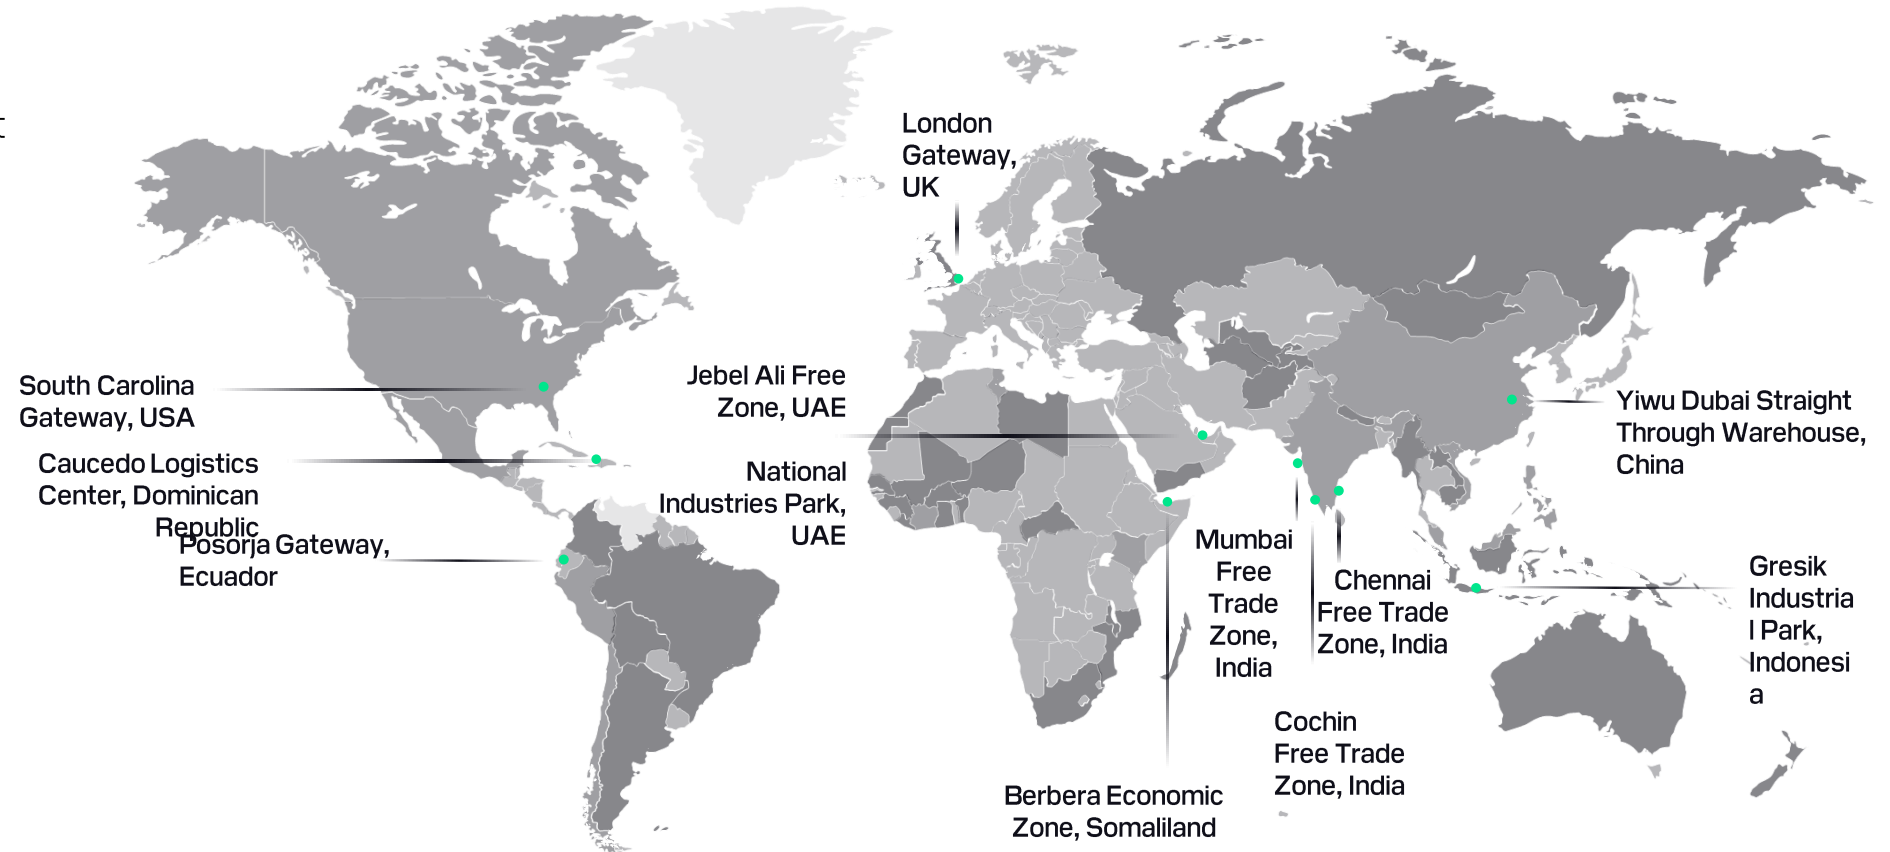 London
Gateway,
UK
South Carolina
Gateway, USA
Caucedo Logistics
Center, Dominican
Republic
Posorja Gateway,
Ecuador
Jebel Ali Free
Zone, UAE
National
Industries Park,
UAE
Yiwu Dubai Straight
Through Warehouse,
China
Mumbai
Free
Trade
Zone,
India
Chennai
Free Trade
Zone, India
Gresik
Industria
l Park,
Indonesi
a
Cochin
Free Trade
Zone, India
Berbera Economic
Zone, Somaliland